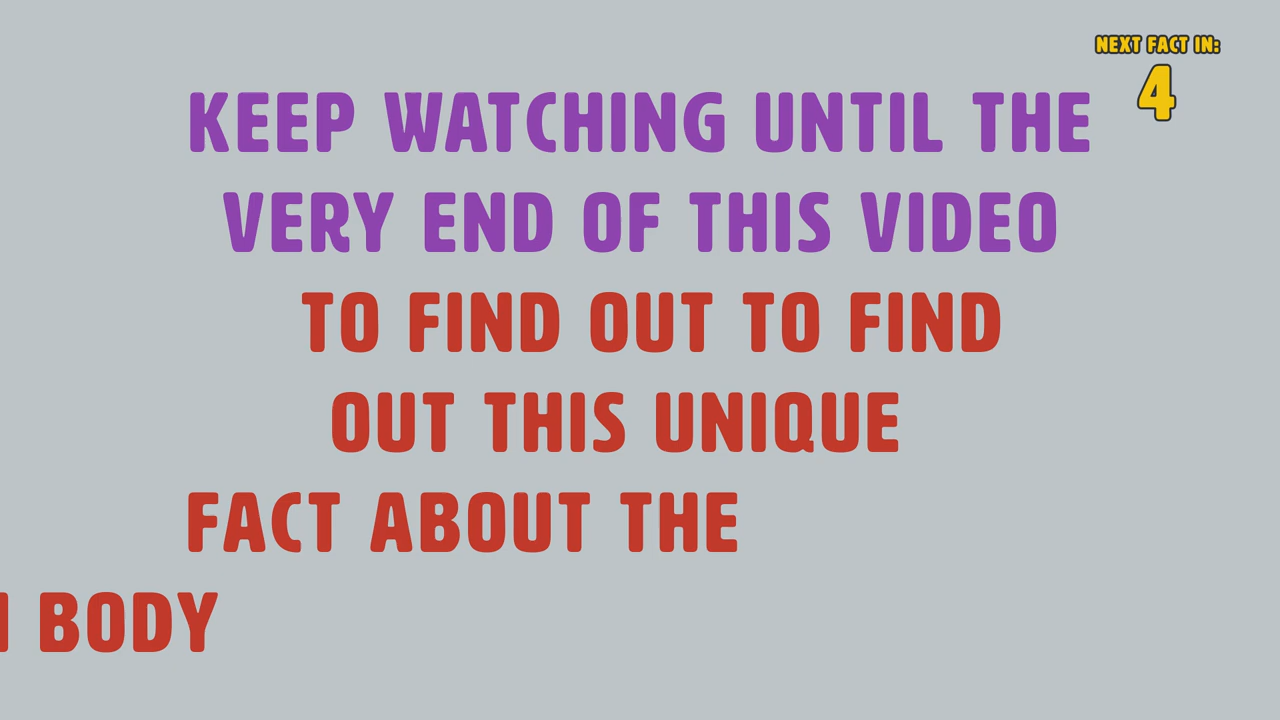 NEXT FACT IN:
4
KEEP WATCHING UNTIL THE
VERY END OF THIS VIDEO
TO FIND OUT TO FIND
OUT THIS UNIQUE
FACT ABOUT THE
BODY